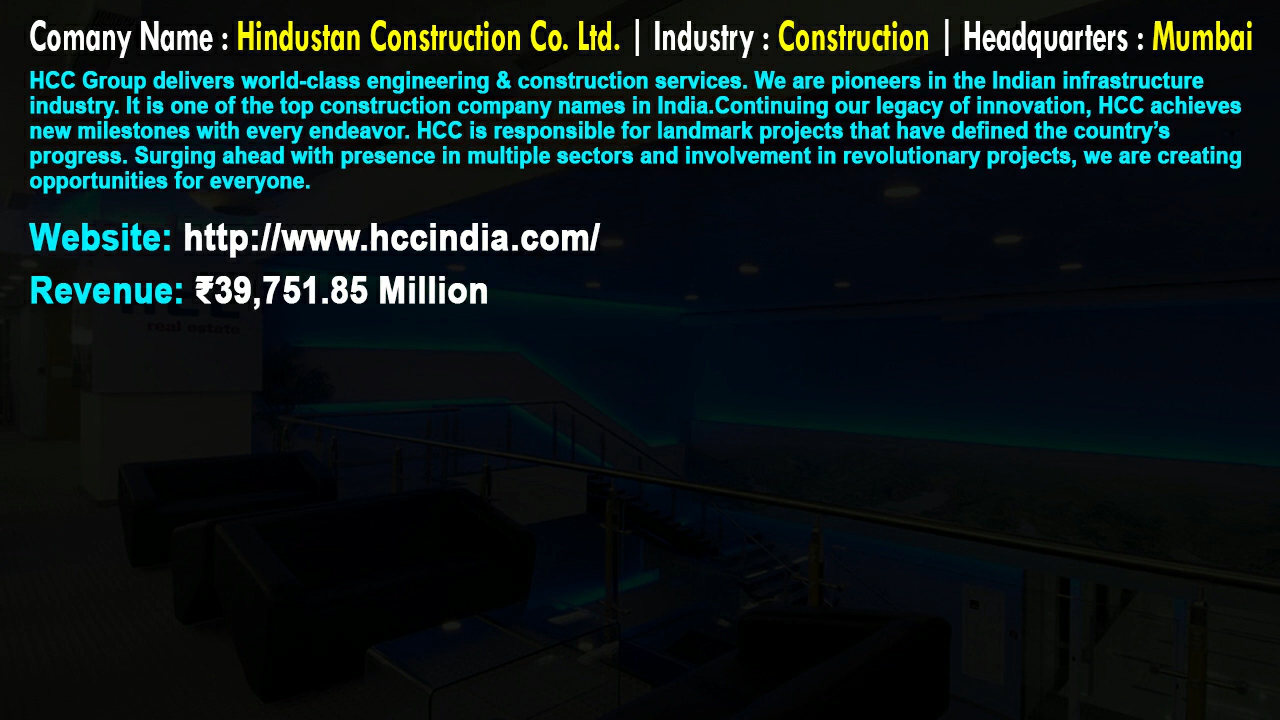 Comany Name : Hindustan Construction Co. Ltd. | Industry : Construction | Headquarters : Mumbai
HCC Group delivers world-class engineering & construction services. We are pioneers in the Indian infrastructure
industry. It is one of the top construction company names in India.Continuing our legacy of innovation, HCC achieves
new milestones with every endeavor. HCC is responsible for landmark projects that have defined the country’s
progress. Surging ahead with presence in multiple sectors and involvement in revolutionary projects, we are creating
opportunities for everyone.
Website: http://www.hccindia.com/
Revenue: ₹39,751.85 Million
HCC
real estate